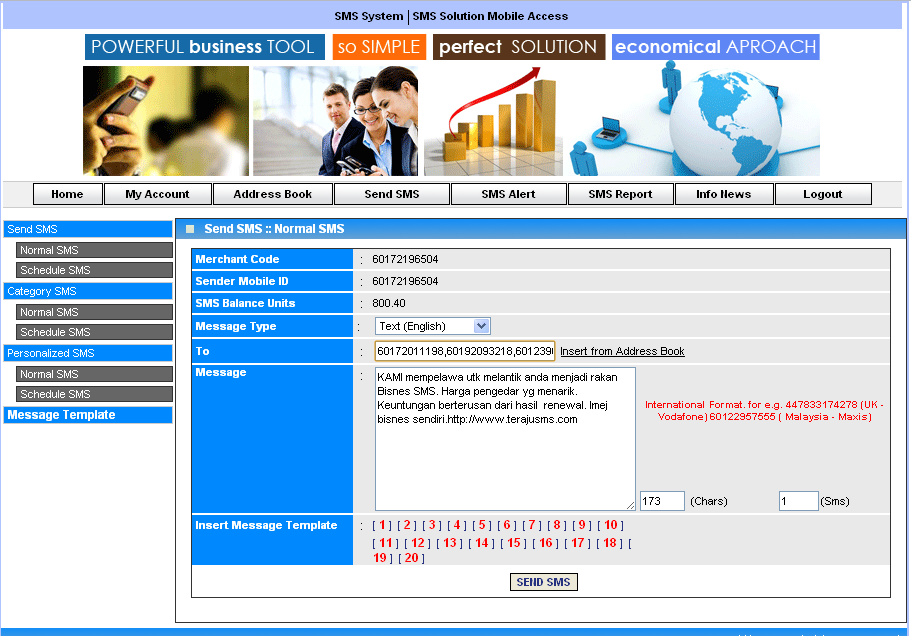 SMS System | SMS Solution Mobile Access
POWERFUL business TOOL so SIMPLE perfect SOLUTION economical APROACH
Home My Account Address Book Send SMS SMS Alert SMS Report Info News Logout
Send SMS
Normal SMS
Schedule SMS
Category SMS
Normal SMS
Schedule SMS
Personalized SMS
Normal SMS
Schedule SMS
Message Template
Send SMS :: Normal SMS
Merchant Code : 60172196504
Sender Mobile ID : 60172196504
SMS Balance Units : 800.40
Message Type : Text (English)
To : 60172011198,60192093218,601239 Insert from Address Book
Message :
KAMI mempelawa utk melantik anda menjadi rakan
Bisnes SMS. Harga pengedar yg menarik.
Keuntungan berterusan dari hasil renewal. Imej
bisnes sendiri.http://www.terajusms.com
International Format. for e.g. 447833174278 (UK -
Vodafone) 60122957555 ( Malaysia - Maxis)
173 (Chars) 1 (Sms)
Insert Message Template : [ 1 ] [ 2 ] [ 3 ] [ 4 ] [ 5 ] [ 6 ] [ 7 ] [ 8 ] [ 9 ] [ 10 ]
[ 11 ] [ 12 ] [ 13 ] [ 14 ] [ 15 ] [ 16 ] [ 17 ] [ 18 ] [
19 ] [ 20 ]
SEND SMS